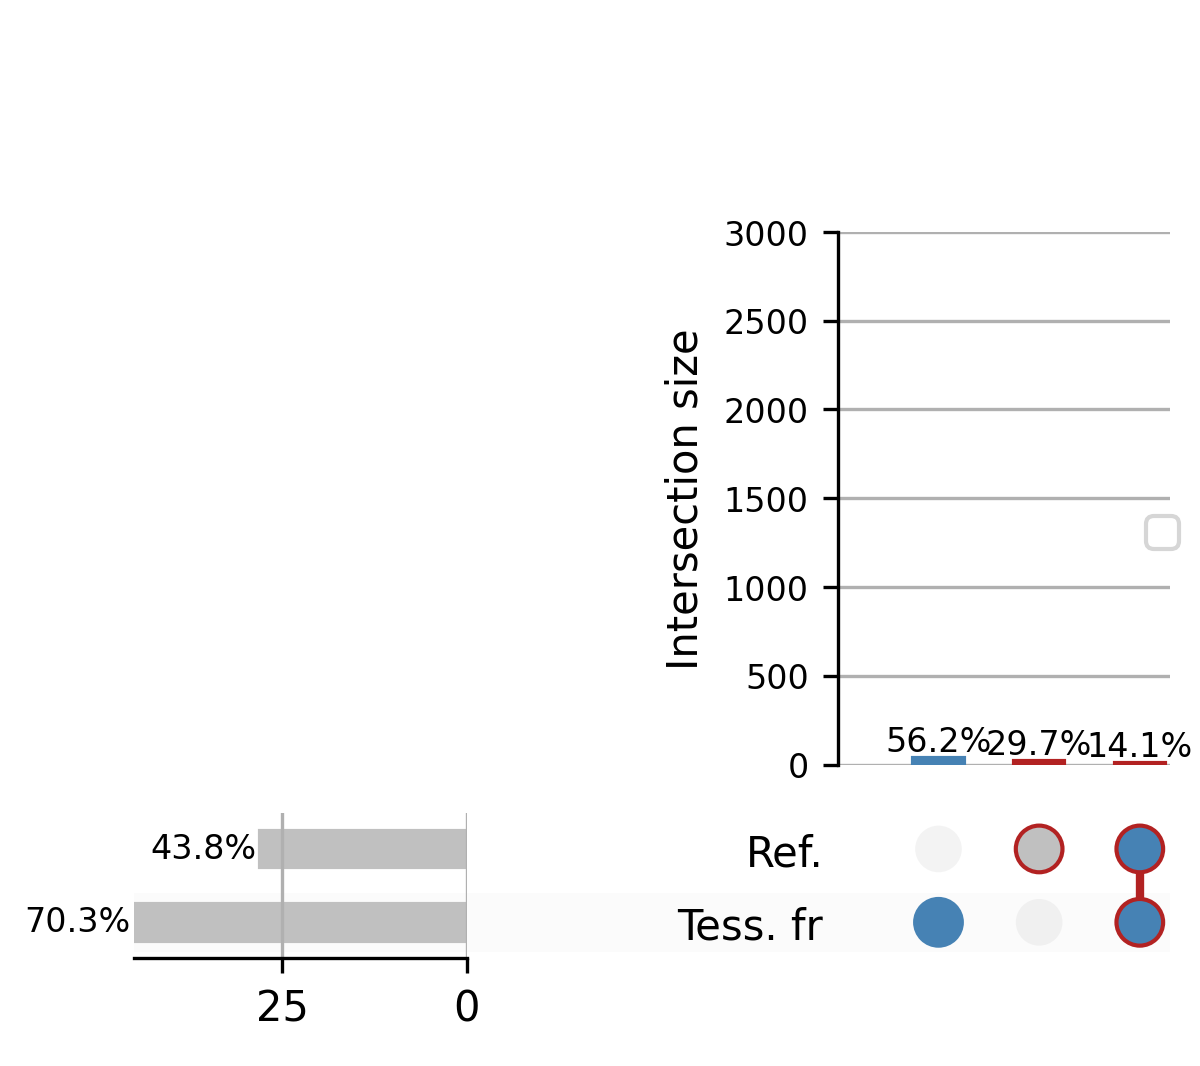 3000
2500
2000
1500
1000
500
0
Intersection size
56.2% 29.7% 14.1%
43.8%
70.3%
Ref.
Tess. fr
25 0